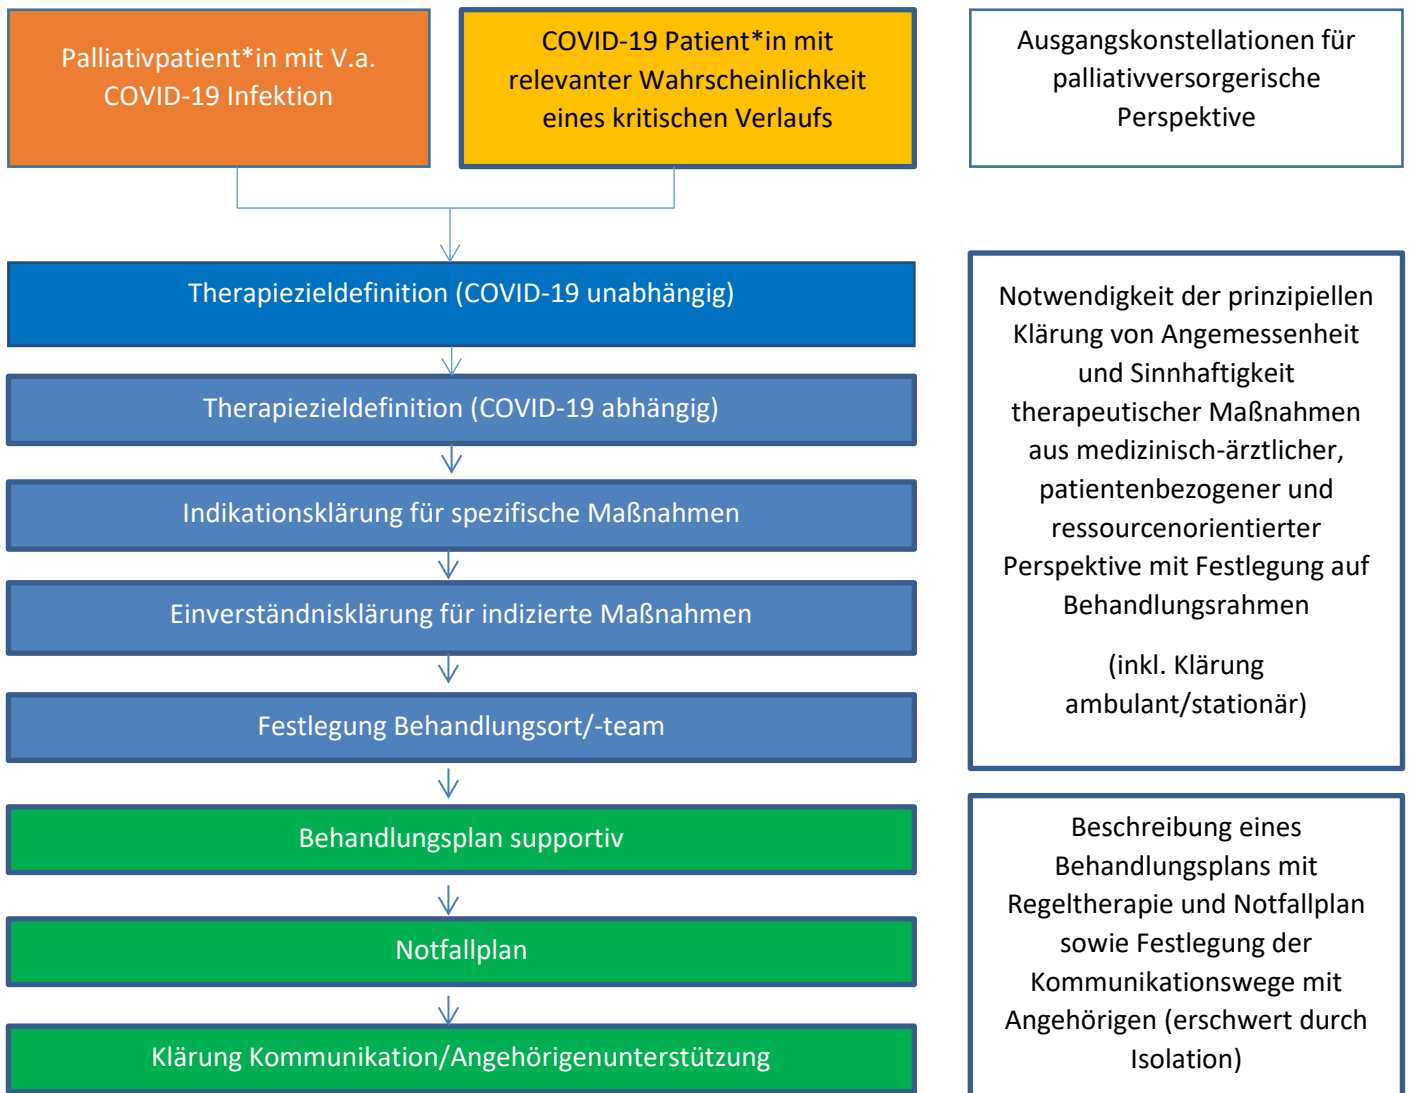 Palliativpatient*in mit V.a.
COVID-19 Infektion
COVID-19 Patient*in mit
relevanter Wahrscheinlichkeit
eines kritischen Verlaufs
Ausgangskonstellationen für
palliativversorgerische
Perspektive
Therapiezieldefinition (COVID-19 unabhängig)
Therapiezieldefinition (COVID-19 abhängig)
Indikationsklärung für spezifische Maßnahmen
Einverständnisklärung für indizierte Maßnahmen
Festlegung Behandlungsort/-team
Notwendigkeit der prinzipiellen
Klärung von Angemessenheit
und Sinnhaftigkeit
therapeutischer Maßnahmen
aus medizinisch-ärztlicher,
patientenbezogener und
ressourcenorientierter
Perspektive mit Festlegung auf
Behandlungsrahmen
(inkl. Klärung
ambulant/stationär)
Behandlungsplan supportiv
Notfallplan
Klärung Kommunikation/Angehörigenunterstützung
Beschreibung eines
Behandlungsplans mit
Regeltherapie und Notfallplan
sowie Festlegung der
Kommunikationswege mit
Angehörigen (erschwert durch
Isolation)